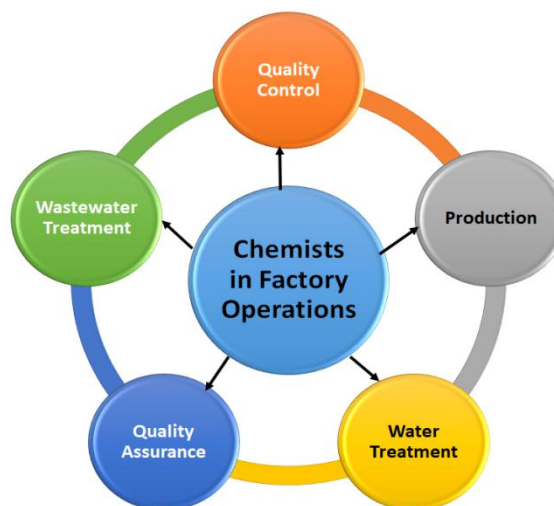 Quality
Control
Production
Water
Treatment
Quality
Assurance
Wastewater
Treatment
Chemists
in Factory
Operations